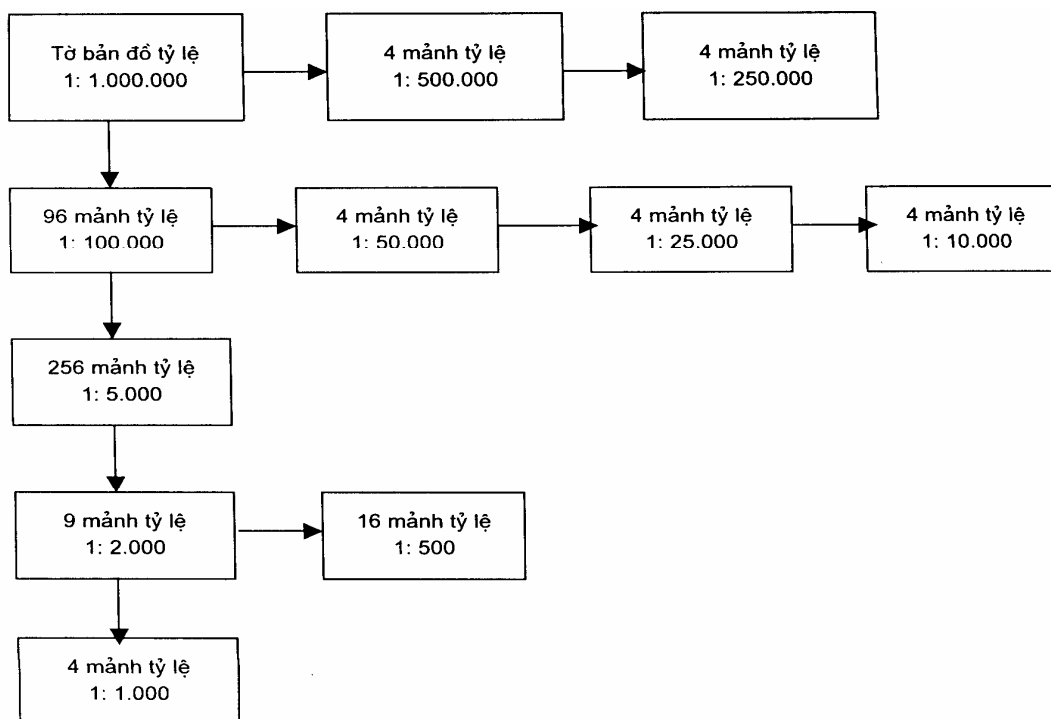 Tờ bản đồ tỷ lệ
1: 1.000.000
4 mảnh tỷ lệ
1: 500.000
4 mảnh tỷ lệ
1: 250.000
96 mảnh tỷ lệ
1: 100.000
4 mảnh tỷ lệ
1: 50.000
4 mảnh tỷ lệ
1: 25.000
4 mảnh tỷ lệ
1: 10.000
256 mảnh tỷ lệ
1: 5.000
9 mảnh tỷ lệ
1: 2.000
16 mảnh tỷ lệ
1: 500
4 mảnh tỷ lệ
1: 1.000